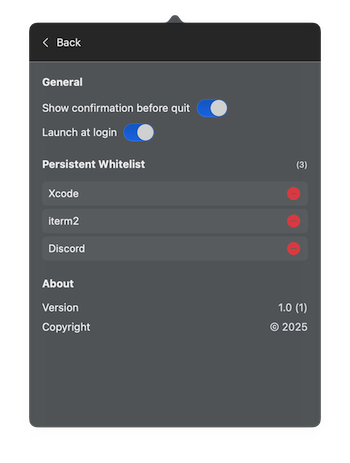 Back
General
Show confirmation before quit
Launch at login
Persistent Whitelist (3)
Xcode
iterm2
Discord
About
Version 1.0 (1)
Copyright © 2025